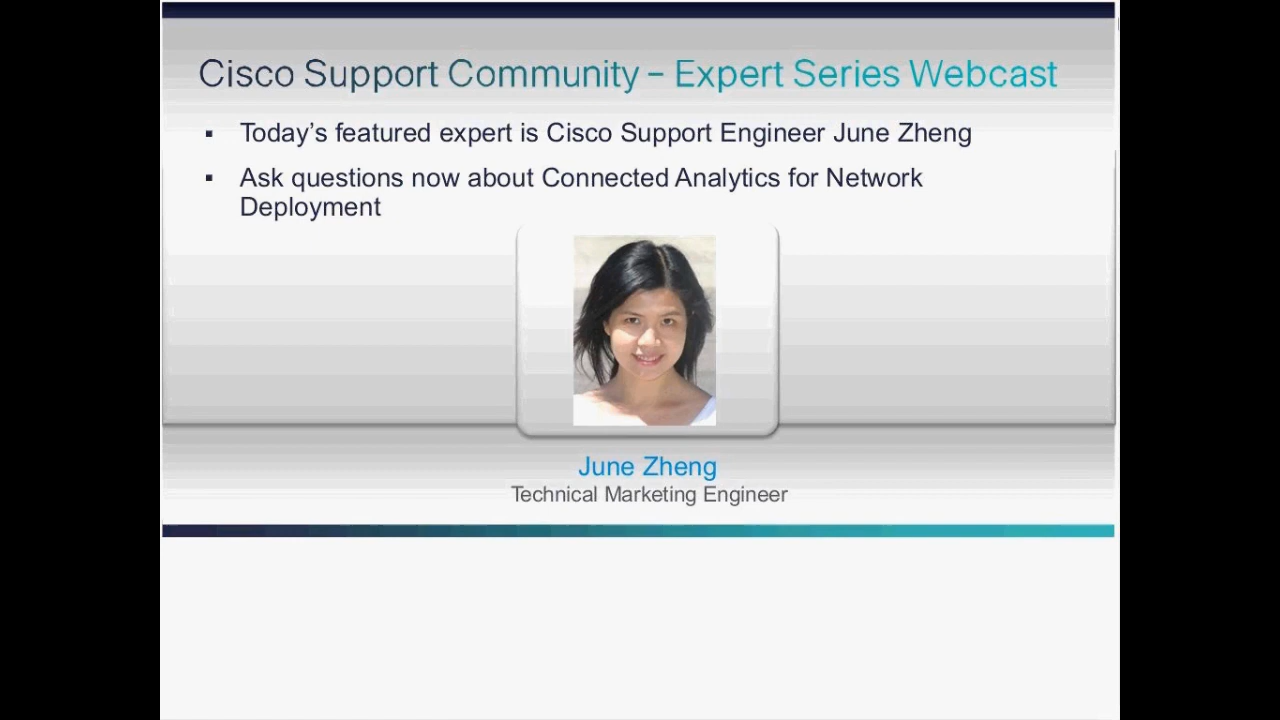 Cisco Support Community – Expert Series Webcast
▪ Today’s featured expert is Cisco Support Engineer June Zheng
▪ Ask questions now about Connected Analytics for Network
Deployment
June Zheng
Technical Marketing Engineer